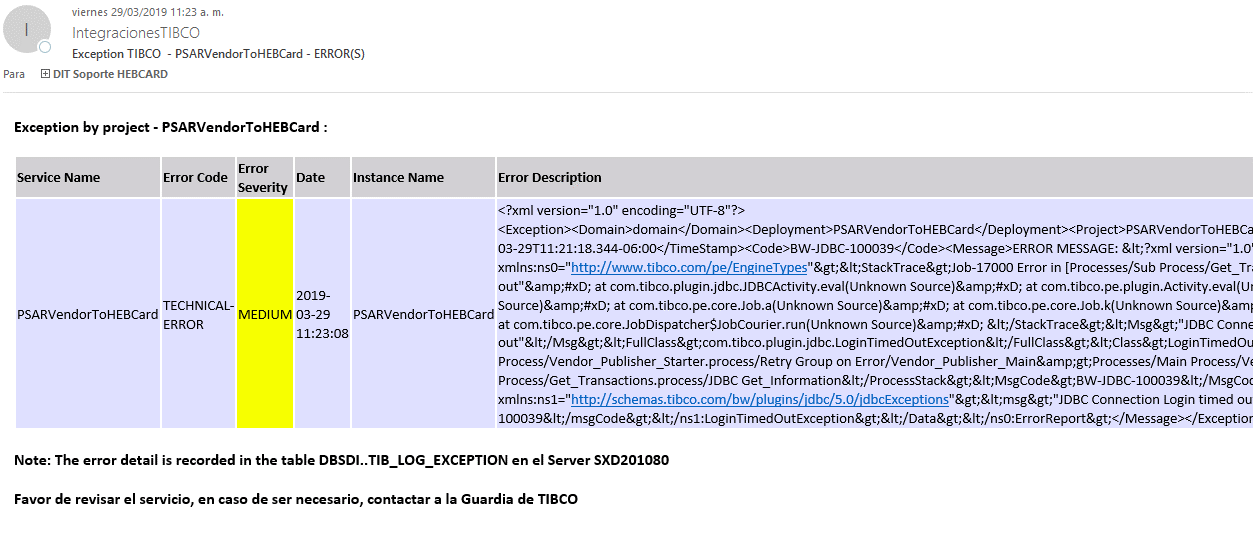 I
viernes 29/03/2019 11:23 a. m.
IntegracionesTIBCO
Exception TIBCO - PSARVendorToHEBCard - ERROR(S)
Para DIT Soporte HEBCARD
Exception by project - PSARVendorToHEBCard :
Service Name Error Code Error Severity Date Instance Name Error Description
PSARVendorToHEBCard TECHNICAL-ERROR MEDIUM 2019-03-29 11:23:08 PSARVendorToHEBCard
<?xml version="1.0" encoding="UTF-8"?>
<Exception><Domain>domain</Domain><Deployment>PSARVendorToHEBCard</Deployment><Project>PSARVendorToHEBCa
03-29T11:21:18.344-06:00</TimeStamp><Code>BW-JDBC-100039</Code><Message>ERROR MESSAGE: &lt;?xml version="1.0"
xmlns:ns0="http://www.tibco.com/pe/EngineTypes"&gt;&lt;StackTrace&gt;Job-17000 Error in [Processes/Sub Process/Get_Tra
out"&amp;#xD; at com.tibco.plugin.jdbc.JDBCActivity.eval(Unknown Source)&amp;#xD; at com.tibco.pe.plugin.Activity.eval(Un
Source)&amp;#xD; at com.tibco.pe.core.Job.a(Unknown Source)&amp;#xD; at com.tibco.pe.core.Job.k(Unknown Source)&amp
at com.tibco.pe.core.JobDispatcher$JobCourier.run(Unknown Source)&amp;#xD; &lt;/StackTrace&gt;&lt;Msg&gt;"JDBC Conne
out"&lt;/Msg&gt;&lt;FullClass&gt;com.tibco.plugin.jdbc.LoginTimedOutException&lt;/FullClass&gt;&lt;Class&gt;LoginTimedOu
Process/Vendor_Publisher_Starter.process/Retry Group on Error/Vendor_Publisher_Main&amp;gt;Processes/Main Process/Ve
Process/Get_Transactions.process/JDBC Get_Information&lt;/ProcessStack&gt;&lt;MsgCode&gt;BW-JDBC-100039&lt;/MsgCod
xmlns:ns1="http://schemas.tibco.com/bw/plugins/jdbc/5.0/jdbcExceptions"&gt;&lt;msg&gt;"JDBC Connection Login timed ou
100039&lt;/msgCode&gt;&lt;/ns1:LoginTimedOutException&gt;&lt;/Data&gt;&lt;/ns0:ErrorReport&gt;</Message></Exception
Note: The error detail is recorded in the table DBSDI..TIB_LOG_EXCEPTION en el Server SXD201080
Favor de revisar el servicio, en caso de ser necesario, contactar a la Guardia de TIBCO